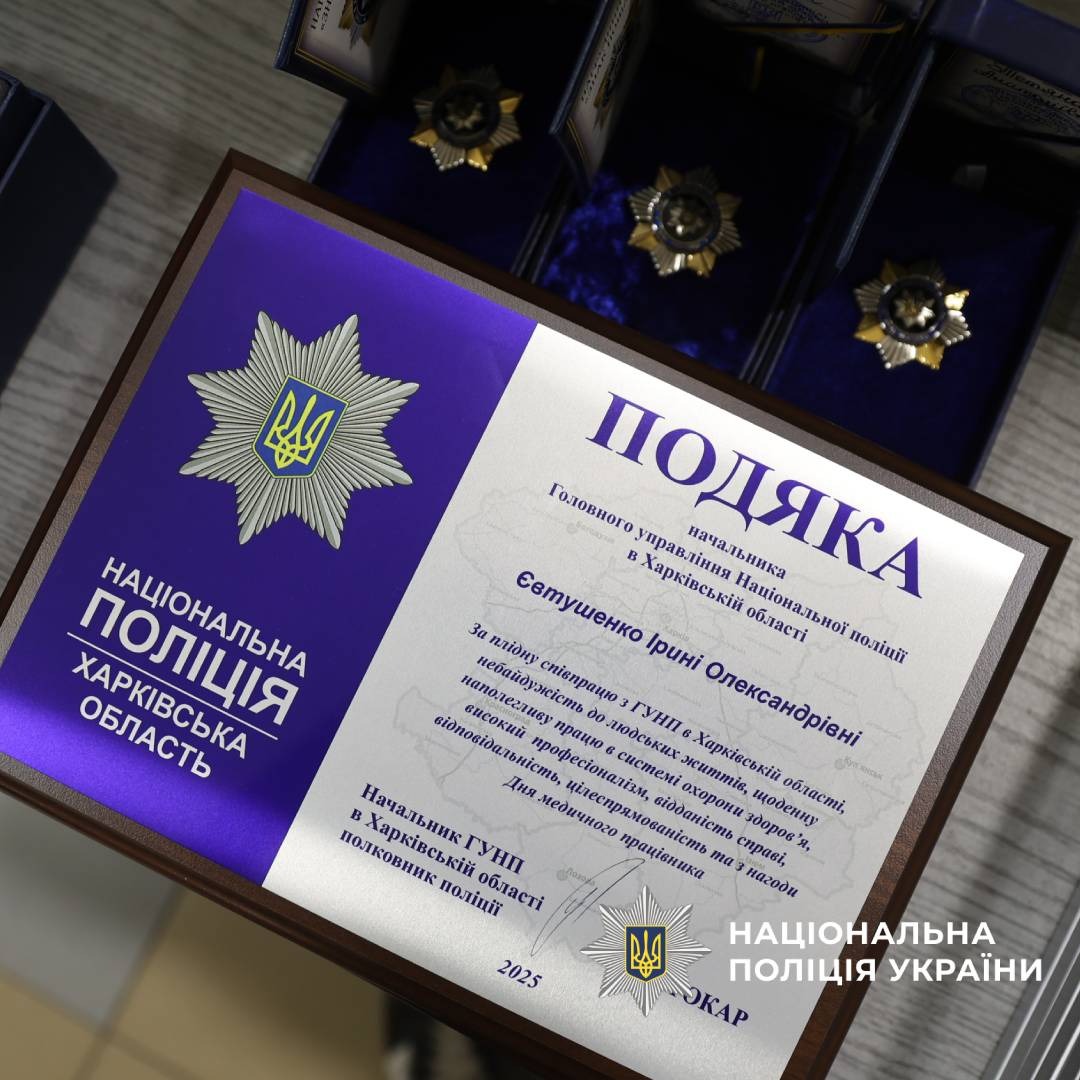 НАЦІОНАЛЬНА
ПОЛІЦІЯ
ХАРКІВСЬКА
ОБЛАСТЬ
ПОДЯКА
начальника
Головного управління Національної поліції
в Харківській області
Євтушенко Ірині Олександрівні
За плідну співпрацю з ГУНП в Харківській області,
небайдужість до людських життів, щоденну
наполегливу працю в системі охорони здоров’я,
високий професіоналізм, відданість справі,
відповідальність, цілеспрямованість та з нагоди
Дня медичного працівника
Начальник ГУНП
в Харківській області
полковник поліції
2025
НАЦІОНАЛЬНА
ПОЛІЦІЯ УКРАЇНИ